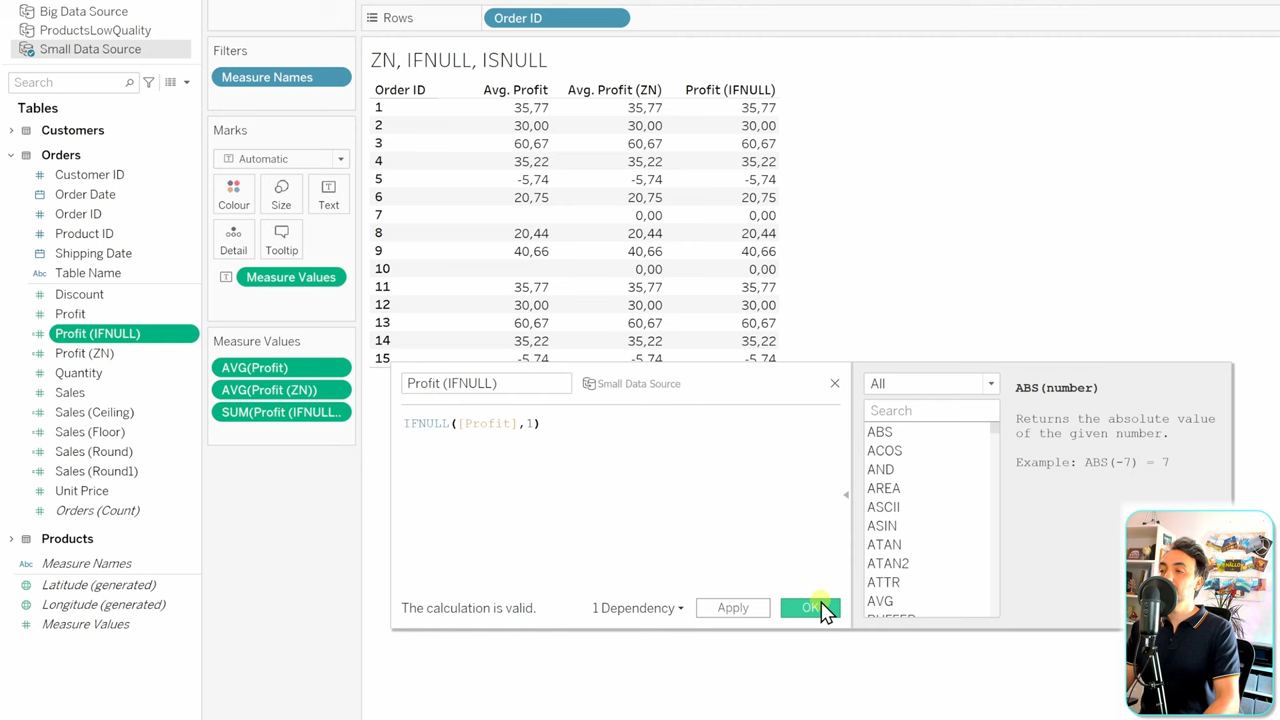 Big Data Source
ProductsLowQuality
Small Data Source
Search
Tables
Customers
Orders
Customer ID
Order Date
Order ID
Product ID
Shipping Date
Abc Table Name
Discount
Profit
Profit (IFNULL)
Profit (ZN)
Quantity
Sales
Sales (Ceiling)
Sales (Floor)
Sales (Round)
Sales (Round1)
Unit Price
Orders (Count)
Products
Abc Measure Names
Latitude (generated)
Longitude (generated)
Measure Values
Filters
Measure Names
Marks
Automatic
Colour Size Text
Detail Tooltip
Measure Values
Measure Values
AVG(Profit)
AVG(Profit (ZN))
SUM(Profit (IFNULL..
Rows Order ID
ZN, IFNULL, ISNULL
Order ID Avg. Profit Avg. Profit (ZN) Profit (IFNULL)
1 35,77 35,77 35,77
2 30,00 30,00 30,00
3 60,67 60,67 60,67
4 35,22 35,22 35,22
5 -5,74 -5,74 -5,74
6 20,75 20,75 20,75
7 0,00 0,00
8 20,44 20,44 20,44
9 40,66 40,66 40,66
10 0,00 0,00
11 35,77 35,77 35,77
12 30,00 30,00 30,00
13 60,67 60,67 60,67
14 35,22 35,22 35,22
15 -5,74 -5,74 -5,74
Profit (IFNULL) Small Data Source
IFNULL([Profit],1)
The calculation is valid. 1 Dependency Apply OK
All
Search
ABS
ACOS
AND
AREA
ASCII
ASIN
ATAN
ATAN2
ATTR
AVG
ABS(number)
Returns the absolute value
of the given number.
Example: ABS(-7) = 7